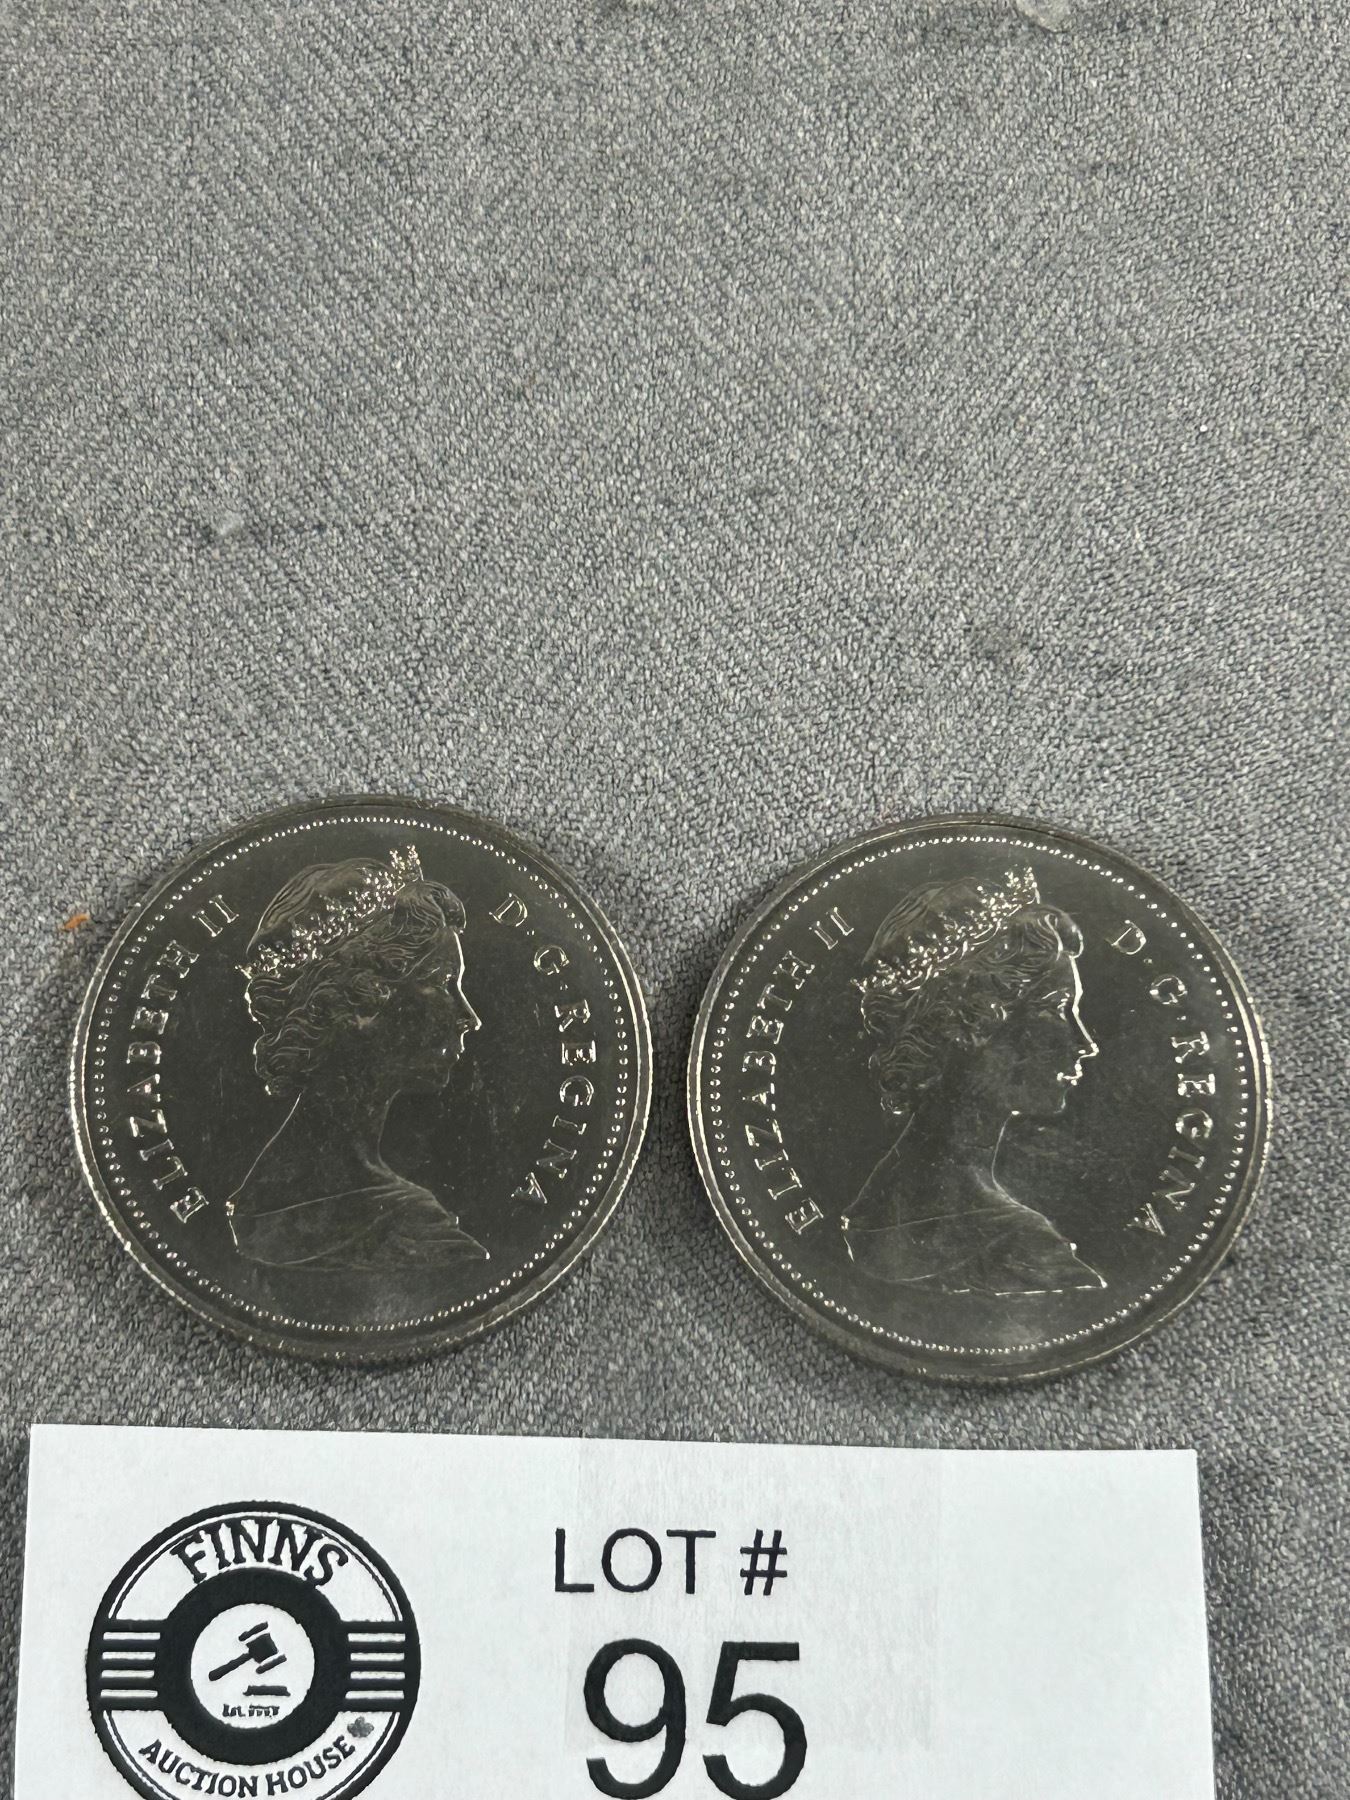 ELIZABETH II D·G·REGINA
ELIZABETH II D·G·REGINA
FINNS
AUCTION HOUSE
LOT #
95